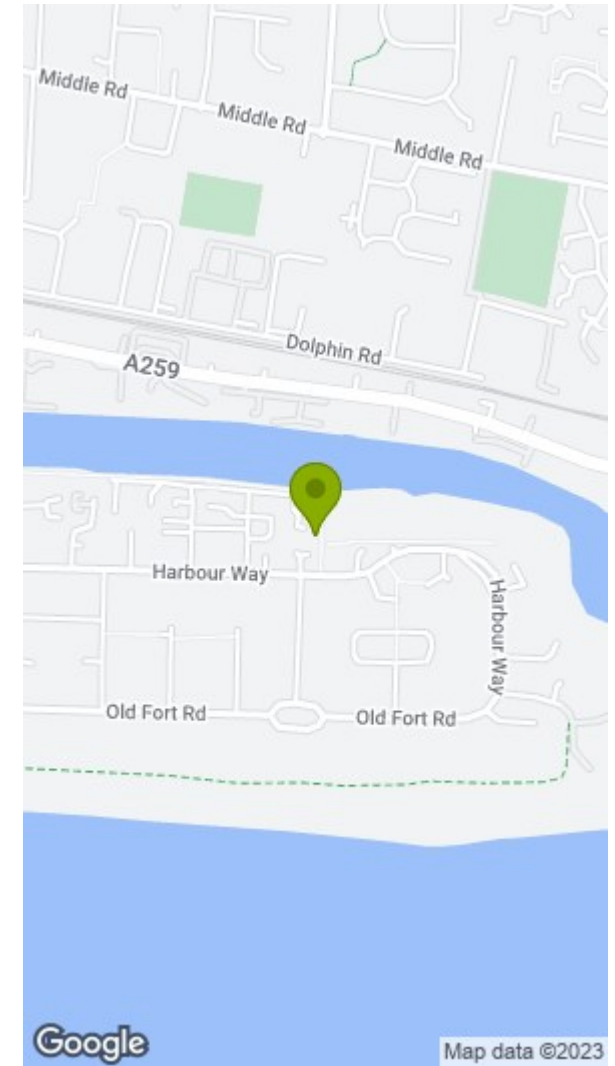 Middle Rd
Middle Rd
Middle Rd
Dolphin Rd
A259
Harbour Way
Harbour Way
Old Fort Rd
Old Fort Rd
Google
Map data ©2023